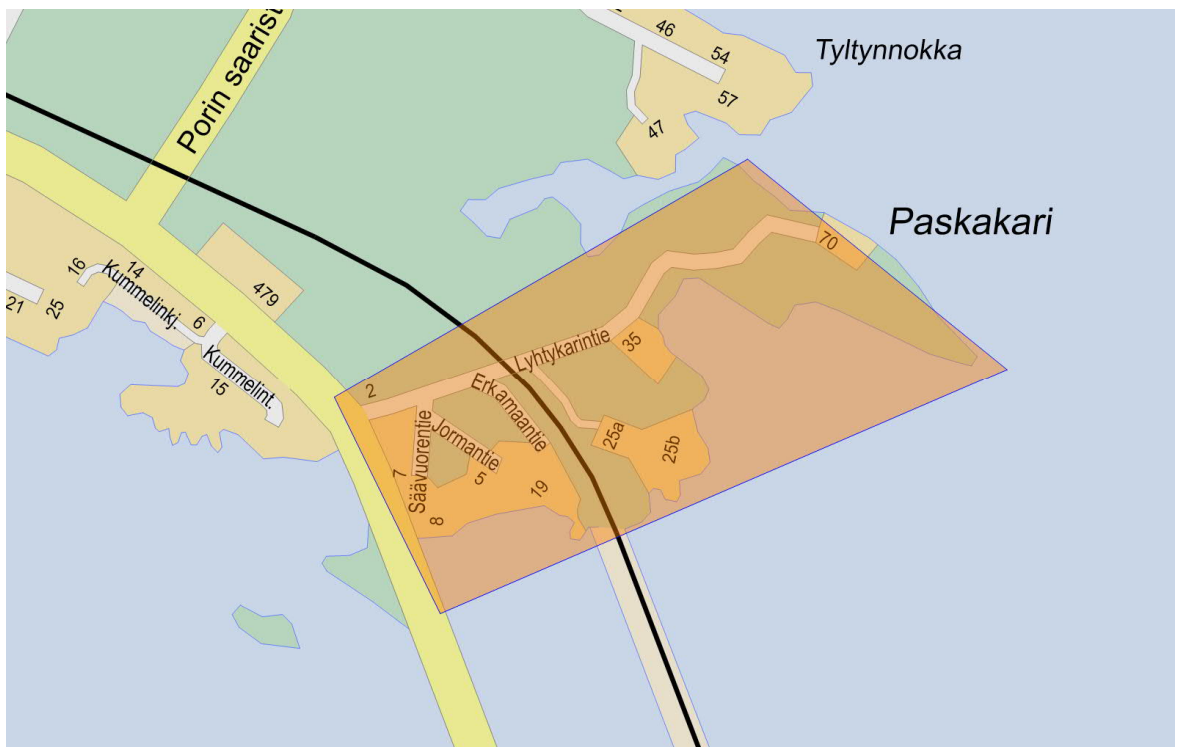 46
54
Tyltynnokka
57
47
Porin saarist
Paskakari
70
14
16
Kummelinkj.
479
21
25
6
Kummelint.
15
35
Lyhtykarintie
2
Erkamaantie
Jormantie
Säävuorentie
25a
25b
7
5
19
8